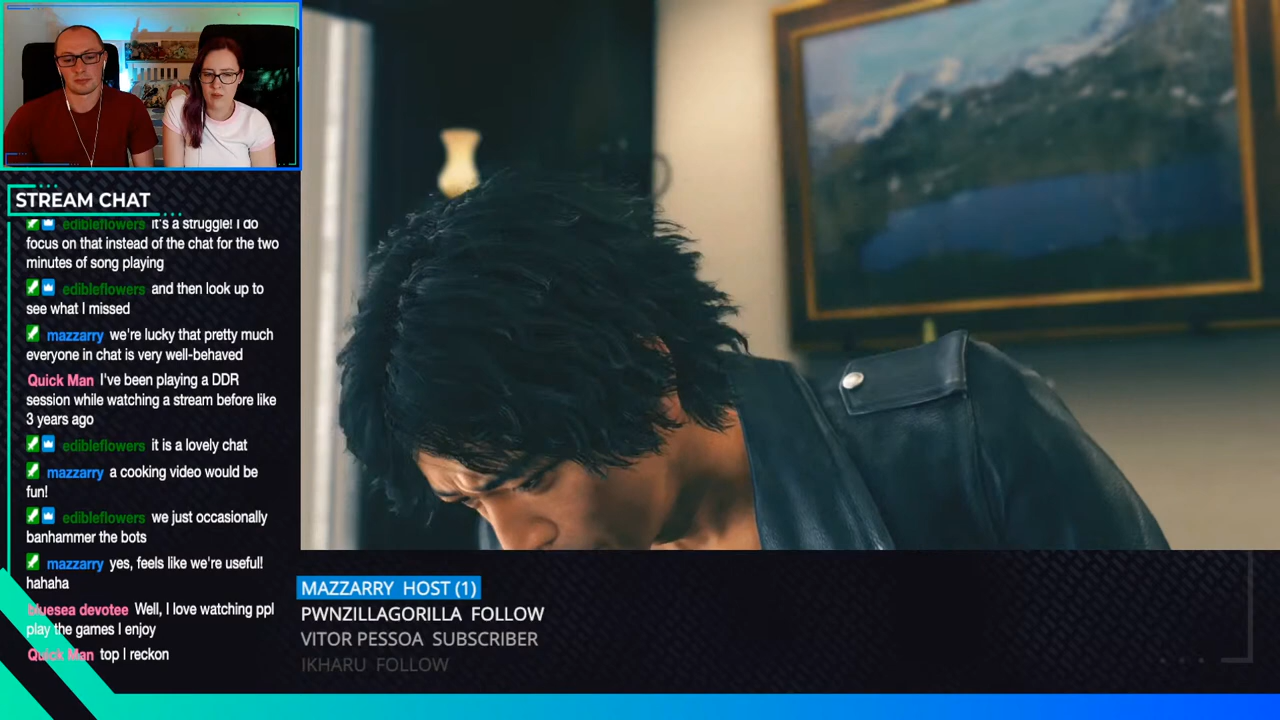 STREAM CHAT
edibleflowers it's a struggle! I do
focus on that instead of the chat for the two
minutes of song playing
edibleflowers and then look up to
see what I missed
mazzarry we're lucky that pretty much
everyone in chat is very well-behaved
Quick Man I've been playing a DDR
session while watching a stream before like
3 years ago
edibleflowers it is a lovely chat
mazzarry a cooking video would be
fun!
edibleflowers we just occasionally
banhammer the bots
mazzarry yes, feels like we're useful!
hahaha
bluesea devotee Well, I love watching ppl
play the games I enjoy
Quick Man top I reckon
MAZZARRY HOST (1)
PWNZILLAGORILLA FOLLOW
VITOR PESSOA SUBSCRIBER
IKHARU FOLLOW